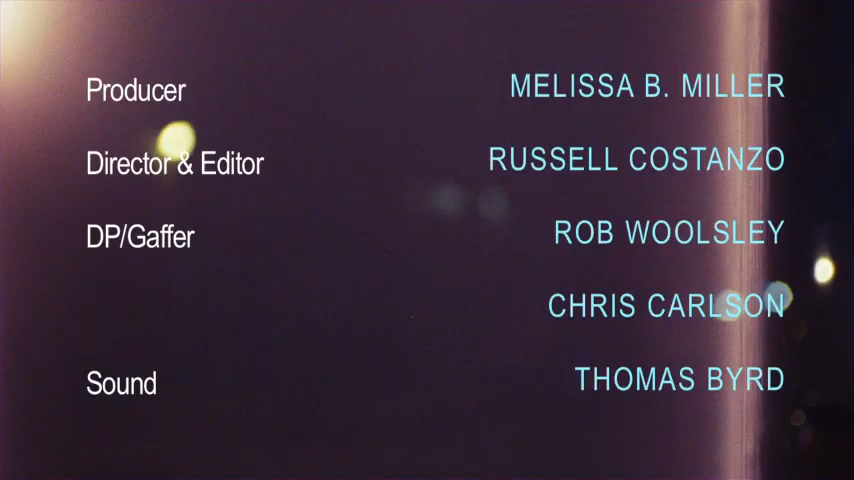 Producer MELISSA B. MILLER
Director & Editor RUSSELL COSTANZO
DP/Gaffer ROB WOOLSLEY
CHRIS CARLSON
Sound THOMAS BYRD